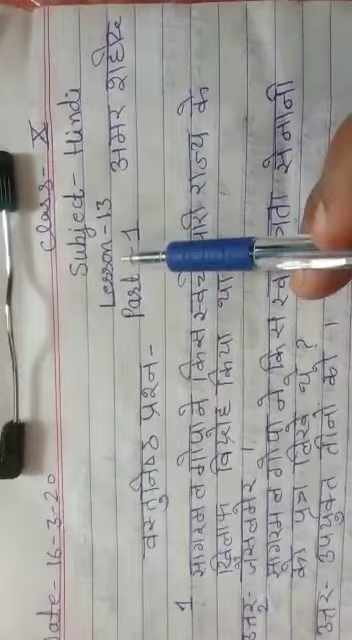 Date- 16-3-20
Class- X
Subject- Hindi
Lesson-13 अमर शहीद
Part-1
वस्तुनिष्ठ प्रश्न-
1 सागरमल गोपा ने किस राज्य के
खिलाफ विद्रोह किया था
उत्तर- जैसलमेर ।
सागरमल गोपा ने किस सेनानी
को पत्र लिखे थे ?
उत्तर- उपर्युक्त तीनों को ।